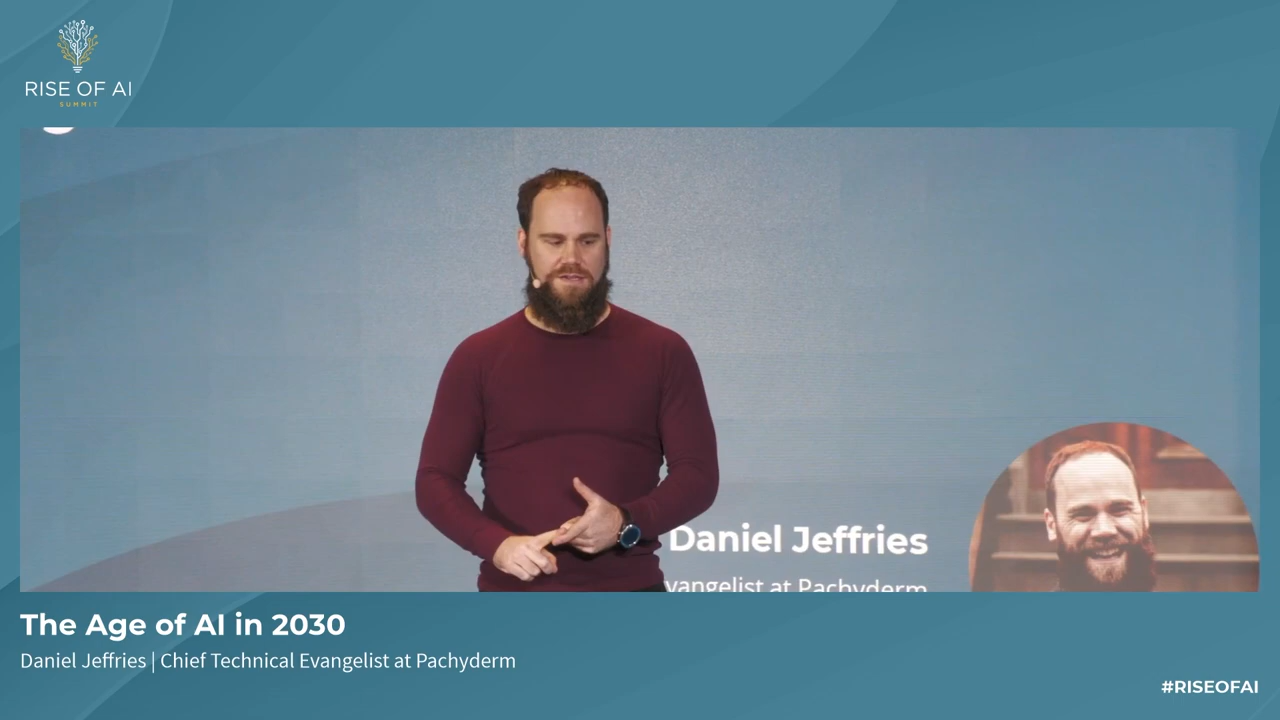 RISE OF AI
SUMMIT
Daniel Jeffries
vangelist at Pachyderm
The Age of AI in 2030
Daniel Jeffries | Chief Technical Evangelist at Pachyderm
#RISEOFAI